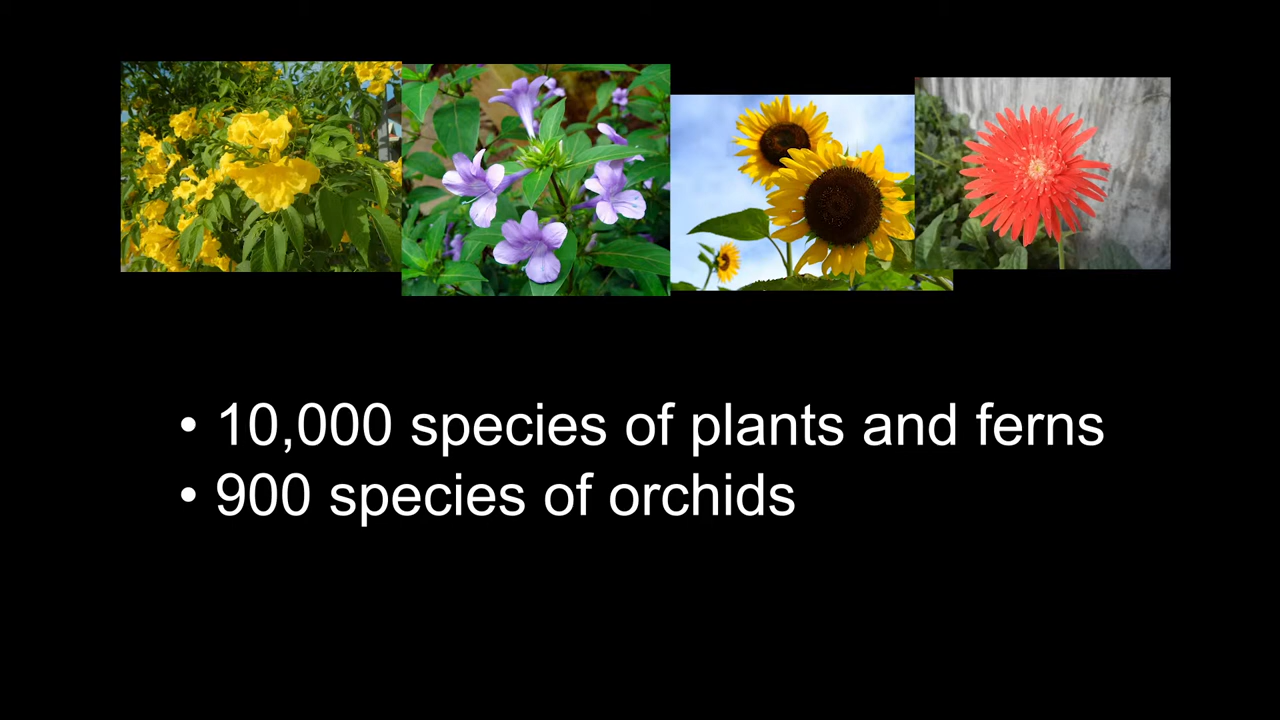 • 10,000 species of plants and ferns
• 900 species of orchids